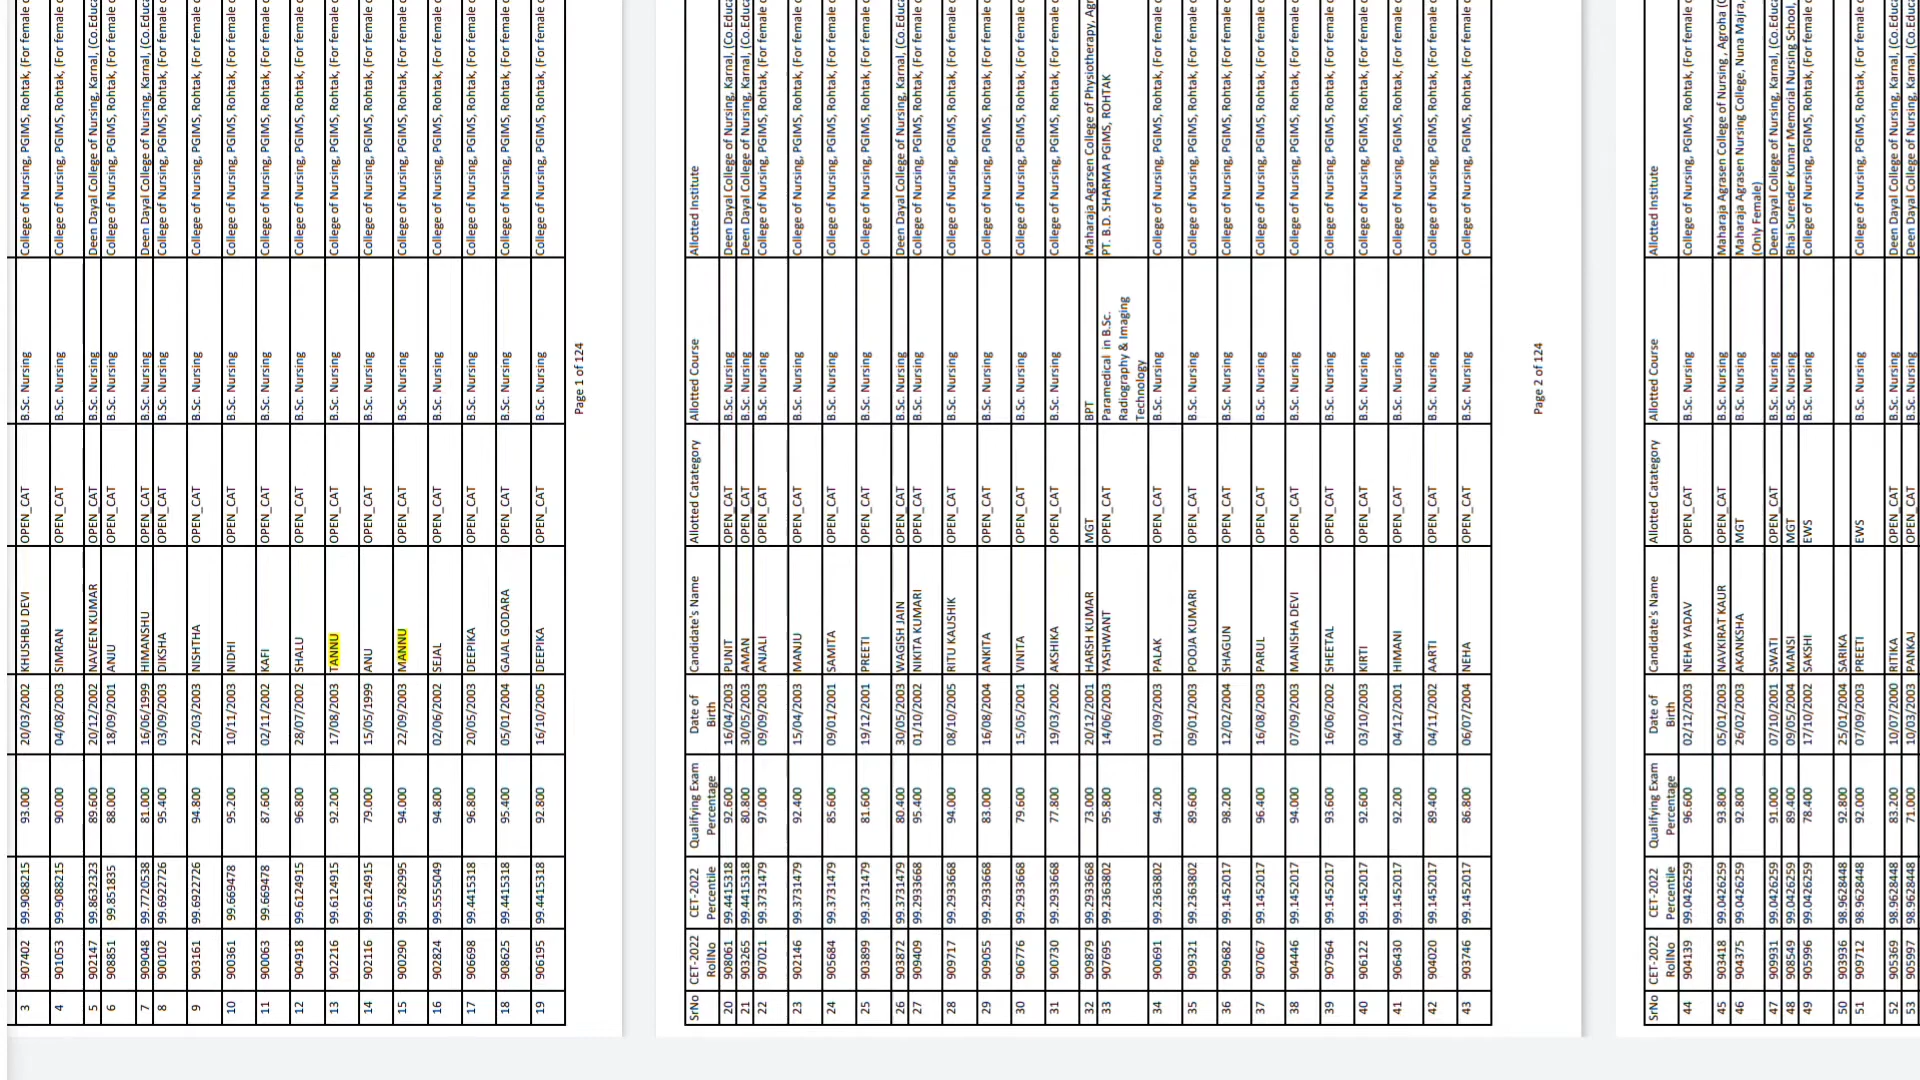 3 907402 99.9088215 93.000 20/03/2002 KHUSHBU DEVI OPEN_CAT B.Sc. Nursing College of Nursing, PGIMS, Rohtak, (For female
4 901053 99.9088215 90.000 04/08/2003 SIMRAN OPEN_CAT B.Sc. Nursing College of Nursing, PGIMS, Rohtak, (For female
5 902147 99.8632323 89.600 20/12/2002 NAVEEN KUMAR OPEN_CAT B.Sc. Nursing Deen Dayal College of Nursing, Karnal, (Co.Educa
6 908851 99.851835 88.000 18/09/2001 ANJU OPEN_CAT B.Sc. Nursing College of Nursing, PGIMS, Rohtak, (For female
7 909048 99.7720538 81.000 16/06/1999 HIMANSHU OPEN_CAT B.Sc. Nursing Deen Dayal College of Nursing, Karnal, (Co.Educa
8 900102 99.6922726 95.400 03/09/2003 DIKSHA OPEN_CAT B.Sc. Nursing College of Nursing, PGIMS, Rohtak, (For female
9 903161 99.6922726 94.800 22/03/2003 NISHTHA OPEN_CAT B.Sc. Nursing College of Nursing, PGIMS, Rohtak, (For female
10 900361 99.669478 95.200 10/11/2003 NIDHI OPEN_CAT B.Sc. Nursing College of Nursing, PGIMS, Rohtak, (For female
11 900063 99.669478 87.600 02/11/2002 KAFI OPEN_CAT B.Sc. Nursing College of Nursing, PGIMS, Rohtak, (For female
12 904918 99.6124915 96.800 28/07/2002 SHALU OPEN_CAT B.Sc. Nursing College of Nursing, PGIMS, Rohtak, (For female
13 902216 99.6124915 92.200 17/08/2003 TANNU OPEN_CAT B.Sc. Nursing College of Nursing, PGIMS, Rohtak, (For female
14 902116 99.6124915 79.000 15/05/1999 ANU OPEN_CAT B.Sc. Nursing College of Nursing, PGIMS, Rohtak, (For female
15 900290 99.5782995 94.000 22/09/2003 MANNU OPEN_CAT B.Sc. Nursing College of Nursing, PGIMS, Rohtak, (For female
16 902824 99.5555049 94.800 02/06/2002 SEJAL OPEN_CAT B.Sc. Nursing College of Nursing, PGIMS, Rohtak, (For female
17 906698 99.4415318 96.800 20/05/2003 DEEPIKA OPEN_CAT B.Sc. Nursing College of Nursing, PGIMS, Rohtak, (For female
18 908625 99.4415318 95.400 05/01/2004 GAJAL GODARA OPEN_CAT B.Sc. Nursing College of Nursing, PGIMS, Rohtak, (For female
19 906195 99.4415318 92.800 16/10/2005 DEEPIKA OPEN_CAT B.Sc. Nursing College of Nursing, PGIMS, Rohtak, (For female
Page 1 of 124
SrNo CET-2022 RollNo CET-2022 Percentile Qualifying Exam Percentage Date of Birth Candidate's Name Allotted Catategory Allotted Course Allotted Institute
20 908061 99.4415318 92.600 16/04/2003 PUNIT OPEN_CAT B.Sc. Nursing Deen Dayal College of Nursing, Karnal, (Co.Educa
21 903265 99.4415318 80.800 30/05/2003 AMAN OPEN_CAT B.Sc. Nursing Deen Dayal College of Nursing, Karnal, (Co.Educa
22 907021 99.3731479 97.000 09/09/2003 ANJALI OPEN_CAT B.Sc. Nursing College of Nursing, PGIMS, Rohtak, (For female
23 902146 99.3731479 92.400 15/04/2003 MANJU OPEN_CAT B.Sc. Nursing College of Nursing, PGIMS, Rohtak, (For female
24 905684 99.3731479 85.600 09/01/2001 SAMITA OPEN_CAT B.Sc. Nursing College of Nursing, PGIMS, Rohtak, (For female
25 903899 99.3731479 81.600 19/12/2001 PREETI OPEN_CAT B.Sc. Nursing College of Nursing, PGIMS, Rohtak, (For female
26 903872 99.3731479 80.400 30/05/2003 WAGISH JAIN OPEN_CAT B.Sc. Nursing Deen Dayal College of Nursing, Karnal, (Co.Educa
27 909409 99.2933668 95.400 01/10/2002 NIKITA KUMARI OPEN_CAT B.Sc. Nursing College of Nursing, PGIMS, Rohtak, (For female
28 909717 99.2933668 94.000 08/10/2005 RITU KAUSHIK OPEN_CAT B.Sc. Nursing College of Nursing, PGIMS, Rohtak, (For female
29 909055 99.2933668 83.000 16/08/2004 ANKITA OPEN_CAT B.Sc. Nursing College of Nursing, PGIMS, Rohtak, (For female
30 906776 99.2933668 79.600 15/05/2001 VINITA OPEN_CAT B.Sc. Nursing College of Nursing, PGIMS, Rohtak, (For female
31 900730 99.2933668 77.800 19/03/2002 AKSHIKA OPEN_CAT B.Sc. Nursing College of Nursing, PGIMS, Rohtak, (For female
32 909879 99.2933668 73.000 20/12/2001 HARSH KUMAR MGT BPT Maharaja Agarsen College of Physiotherapy, Agr
33 907695 99.2363802 95.800 14/06/2003 YASHWANT OPEN_CAT Paramedical in B.Sc. Radiography & Imaging Technology PT. B.D. SHARMA PGIMS, ROHTAK
34 900691 99.2363802 94.200 01/09/2003 PALAK OPEN_CAT B.Sc. Nursing College of Nursing, PGIMS, Rohtak, (For female
35 909321 99.2363802 89.600 09/01/2003 POOJA KUMARI OPEN_CAT B.Sc. Nursing College of Nursing, PGIMS, Rohtak, (For female
36 909682 99.1452017 98.200 12/02/2004 SHAGUN OPEN_CAT B.Sc. Nursing College of Nursing, PGIMS, Rohtak, (For female
37 907067 99.1452017 96.400 16/08/2003 PARUL OPEN_CAT B.Sc. Nursing College of Nursing, PGIMS, Rohtak, (For female
38 904446 99.1452017 94.000 07/09/2003 MANISHA DEVI OPEN_CAT B.Sc. Nursing College of Nursing, PGIMS, Rohtak, (For female
39 907964 99.1452017 93.600 16/06/2002 SHEETAL OPEN_CAT B.Sc. Nursing College of Nursing, PGIMS, Rohtak, (For female
40 906122 99.1452017 92.600 03/10/2003 KIRTI OPEN_CAT B.Sc. Nursing College of Nursing, PGIMS, Rohtak, (For female
41 906430 99.1452017 92.200 04/12/2001 HIMANI OPEN_CAT B.Sc. Nursing College of Nursing, PGIMS, Rohtak, (For female
42 904020 99.1452017 89.400 04/11/2002 AARTI OPEN_CAT B.Sc. Nursing College of Nursing, PGIMS, Rohtak, (For female
43 903746 99.1452017 86.800 06/07/2004 NEHA OPEN_CAT B.Sc. Nursing College of Nursing, PGIMS, Rohtak, (For female
Page 2 of 124
SrNo CET-2022 RollNo CET-2022 Percentile Qualifying Exam Percentage Date of Birth Candidate's Name Allotted Catategory Allotted Course Allotted Institute
44 904139 99.0426259 96.600 02/12/2003 NEHA YADAV OPEN_CAT B.Sc. Nursing College of Nursing, PGIMS, Rohtak, (For female
45 903418 99.0426259 93.800 05/01/2003 NAVKIRAT KAUR OPEN_CAT B.Sc. Nursing Maharaja Agrasen College of Nursing, Agroha
46 904375 99.0426259 92.800 26/02/2003 AKANKSHA MGT B.Sc. Nursing Maharaja Agrasen Nursing College, Nuna Majra, (Only Female)
47 909931 99.0426259 91.000 07/10/2001 SWATI OPEN_CAT B.Sc. Nursing Deen Dayal College of Nursing, Karnal, (Co.Educa
48 908549 99.0426259 89.400 09/05/2004 MANSI MGT B.Sc. Nursing Bhai Surender Kumar Memorial Nursing School,
49 905996 99.0426259 78.400 17/10/2002 SAKSHI EWS B.Sc. Nursing College of Nursing, PGIMS, Rohtak, (For female
50 903936 98.9628448 92.800 25/01/2004 SARIKA
51 909712 98.9628448 92.000 07/09/2003 PREETI EWS B.Sc. Nursing College of Nursing, PGIMS, Rohtak, (For female
52 905369 98.9628448 83.200 10/07/2000 RITIKA OPEN_CAT B.Sc. Nursing Deen Dayal College of Nursing, Karnal, (Co.Educa
53 905997 98.9628448 71.000 10/03/2003 PANKAJ OPEN_CAT B.Sc. Nursing Deen Dayal College of Nursing, Karnal, (Co.Educa